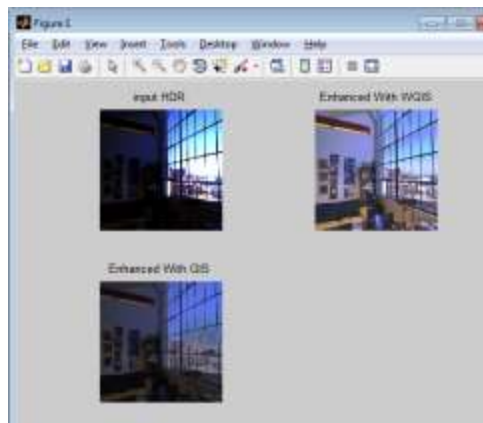 Figure 1
File Edit View Insert Tools Desktop Window Help
input HDR
Enhanced With WGIS
Enhanced With GIS